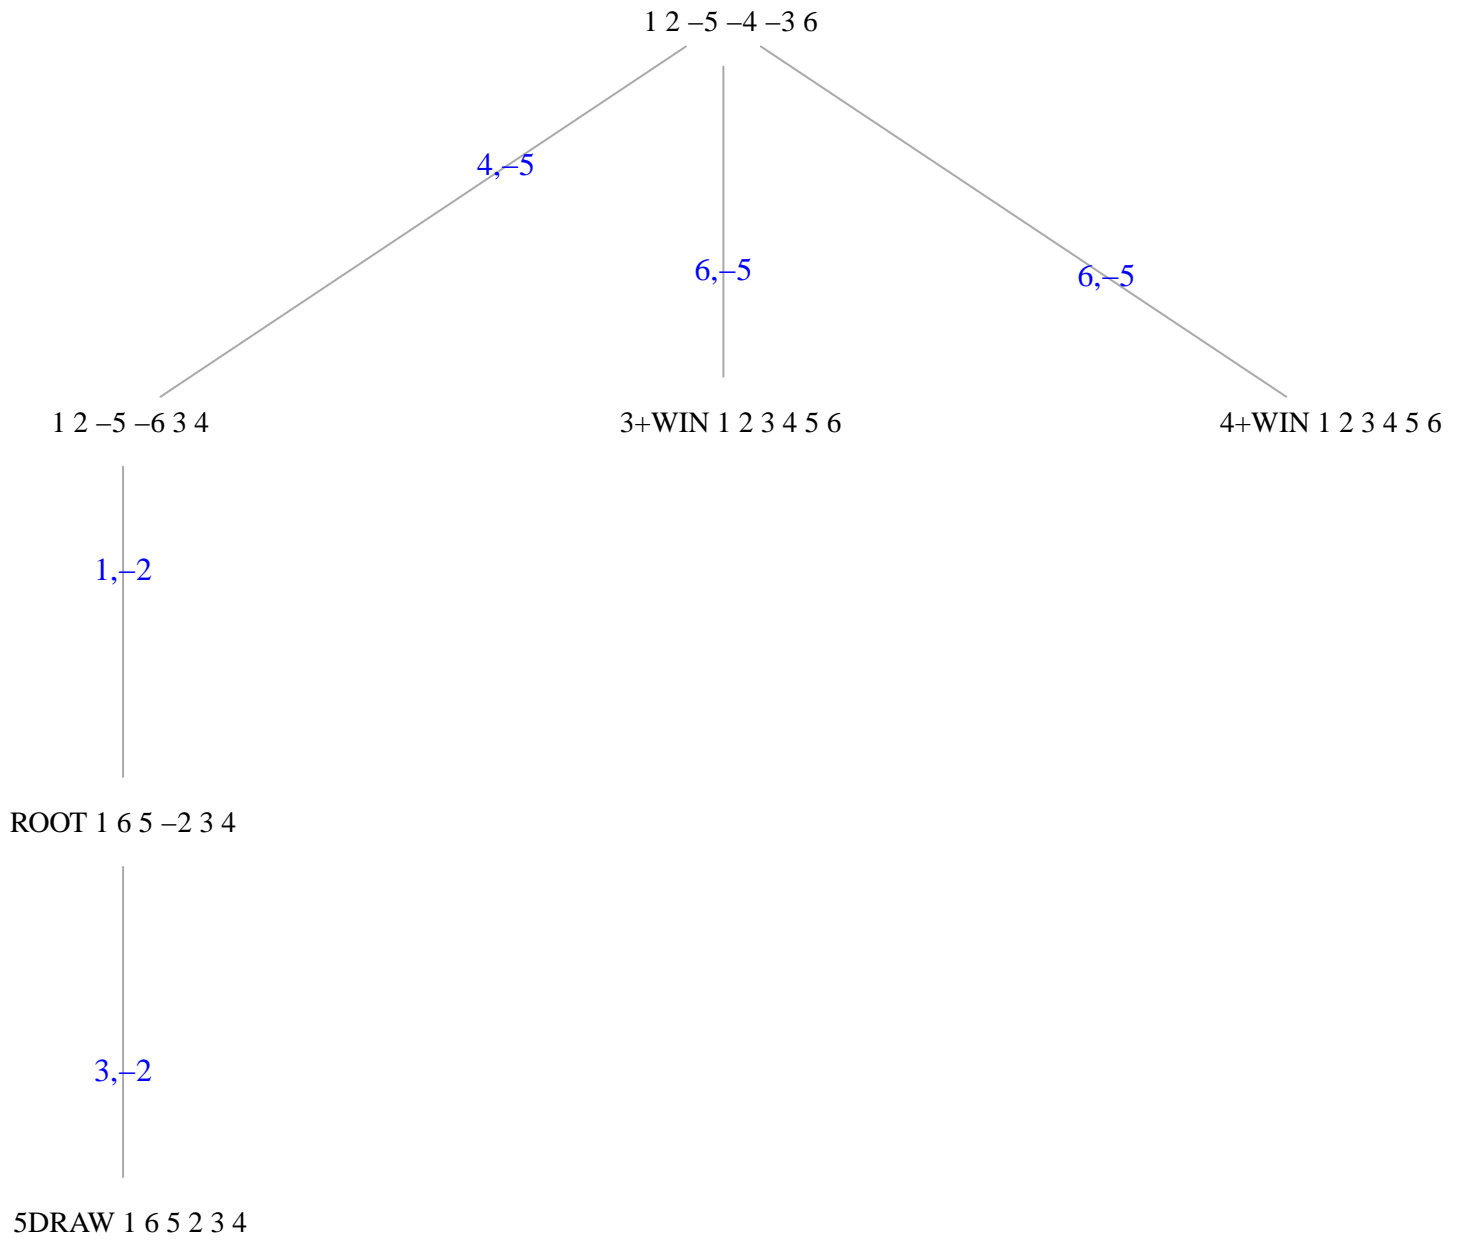 1 2 –5 –4 –3 6
4,–5
6,–5
6,–5
1 2 –5 –6 3 4
3+WIN 1 2 3 4 5 6
4+WIN 1 2 3 4 5 6
1,–2
ROOT 1 6 5 –2 3 4
3,–2
5DRAW 1 6 5 2 3 4